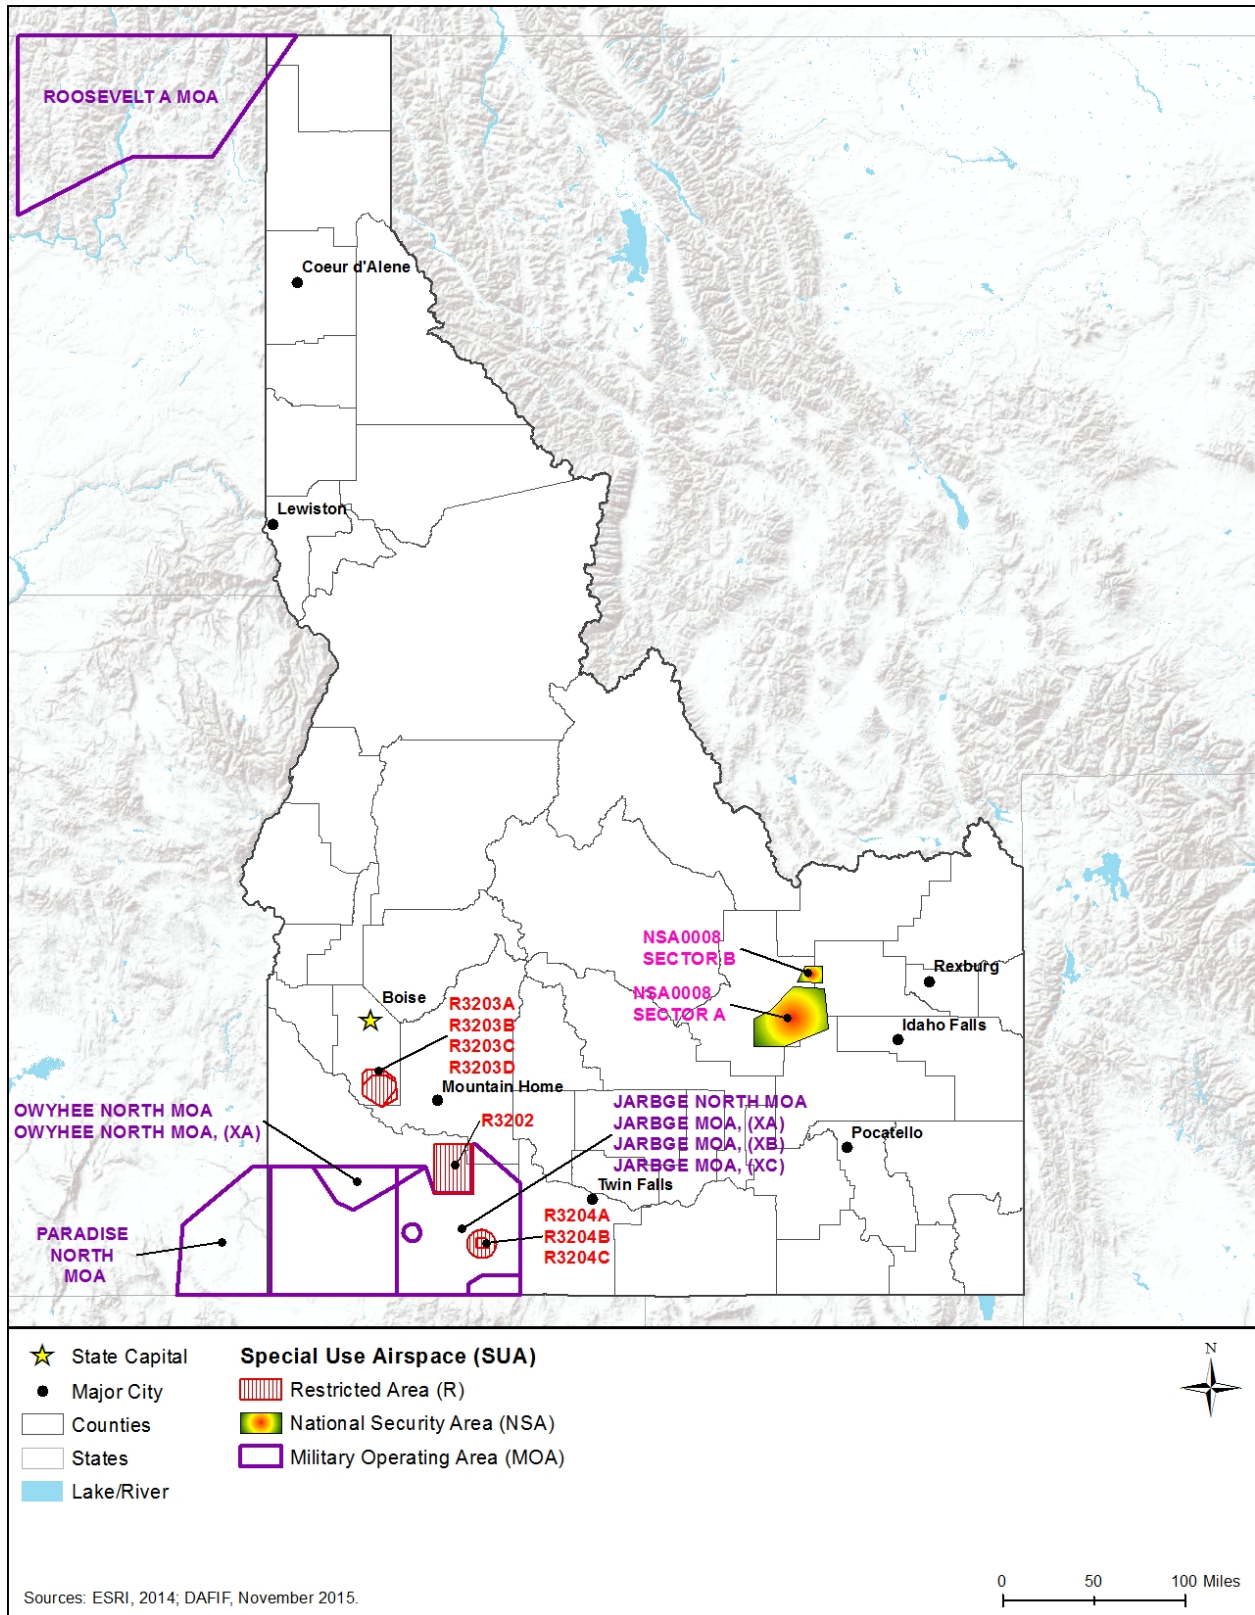 ROOSEVELT A MOA
Coeur d'Alene
Lewiston
NSA0008
SECTOR B
Rexburg
NSA0008
SECTOR A
Boise
R3203A
R3203B
R3203C
R3203D
Idaho Falls
Mountain Home
OWYHEE NORTH MOA
OWYHEE NORTH MOA, (XA)
R3202
JARBGE NORTH MOA
JARBGE MOA, (XA)
JARBGE MOA, (XB)
JARBGE MOA, (XC)
Pocatello
Twin Falls
PARADISE
NORTH
MOA
R3204A
R3204B
R3204C
State Capital
Major City
Counties
States
Lake/River
Special Use Airspace (SUA)
Restricted Area (R)
National Security Area (NSA)
Military Operating Area (MOA)
N
Sources: ESRI, 2014; DAFIF, November 2015.
0 50 100 Miles